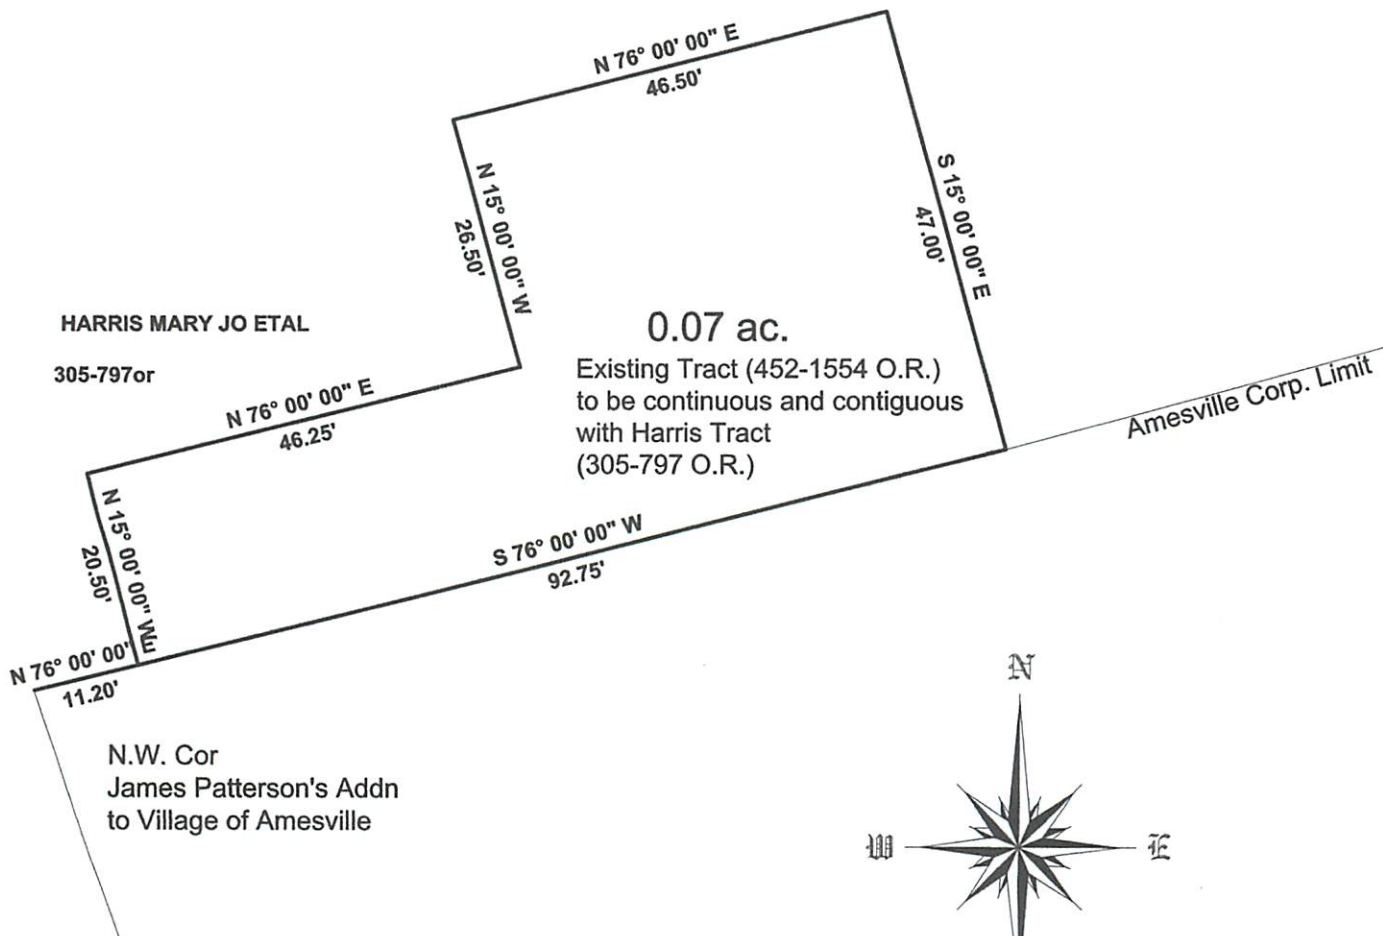 N 76° 00' 00" E
46.50'
N 15° 00' 00" W
26.50'
S 15° 00' 00" E
47.00'
HARRIS MARY JO ETAL
305-797or
0.07 ac.
Existing Tract (452-1554 O.R.)
to be continuous and contiguous
with Harris Tract
(305-797 O.R.)
N 76° 00' 00" E
46.25'
Amesville Corp. Limit
N 15° 00' 00" W
20.50'
S 76° 00' 00" W
92.75'
N 76° 00' 00" E
11.20'
N.W. Cor
James Patterson's Addn
to Village of Amesville
N
W
E